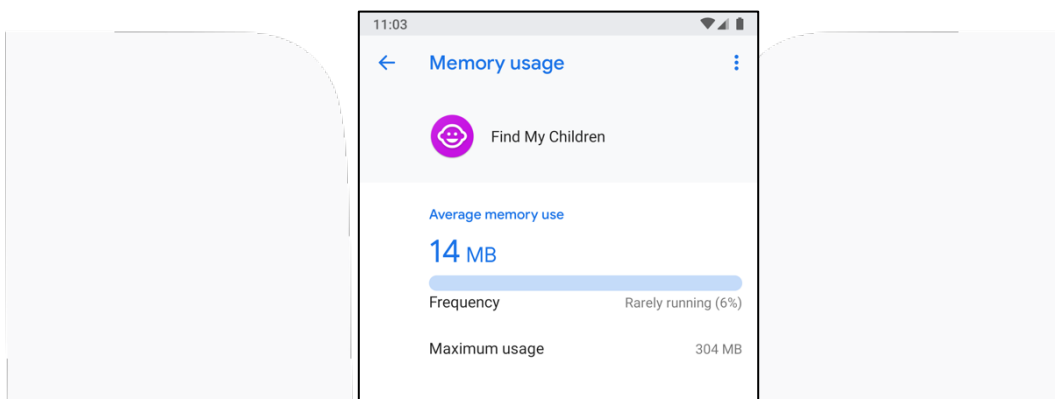 11:03
Memory usage
Find My Children
Average memory use
14 MB
Frequency Rarely running (6%)
Maximum usage 304 MB